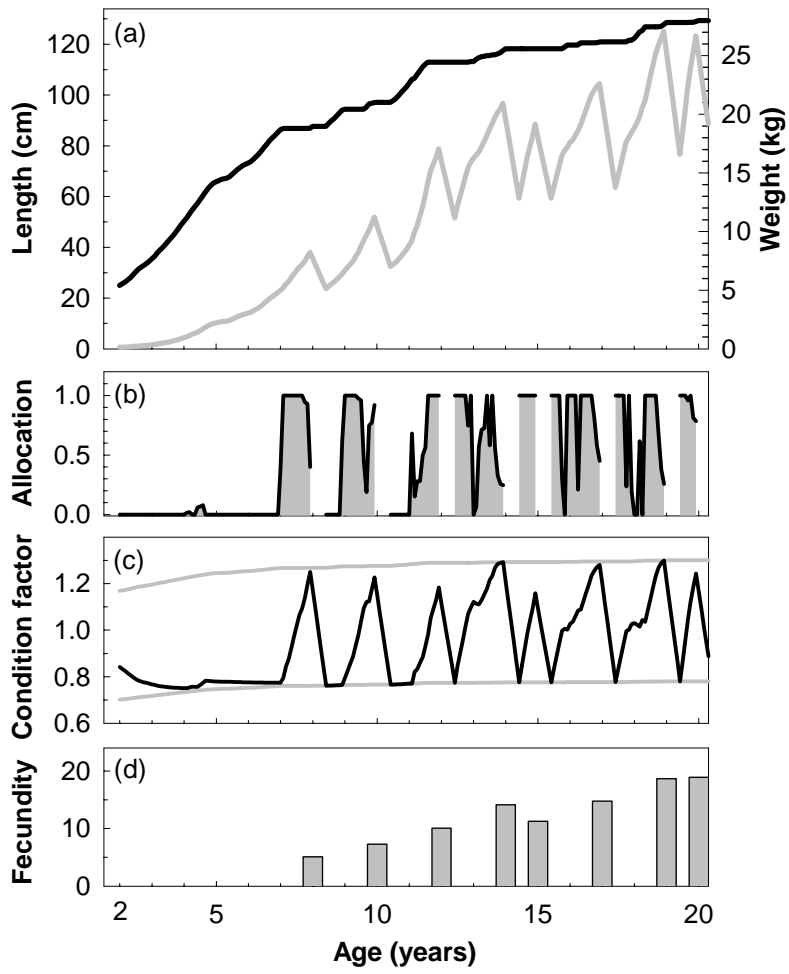 (a)
120
100
80
60
40
20
0
Length (cm)
25
20
15
10
5
0
Weight (kg)
(b)
1.0
0.5
0.0
Allocation
(c)
1.2
1.0
0.8
0.6
Condition factor
(d)
20
10
0
Fecundity
2 5 10 15 20
Age (years)